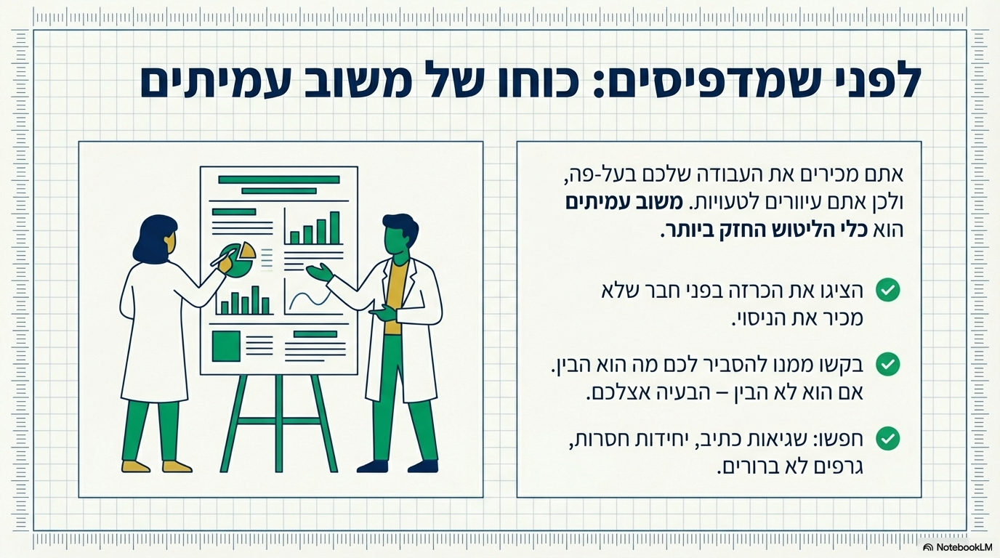 לפני שמדפיסים: כוחו של משוב עמיתים
אתם מכירים את העבודה שלכם בעל-פה,
ולכן אתם עיוורים לטעויות. משוב עמיתים
הוא כלי הליטוש החזק ביותר.
הציגו את הכרזה בפני חבר שלא
מכיר את הניסוי.
בקשו ממנו להסביר לכם מה הוא הבין.
אם הוא לא הבין – הבעיה אצלכם.
חפשו: שגיאות כתיב, יחידות חסרות,
גרפים לא ברורים.
NotebookLM